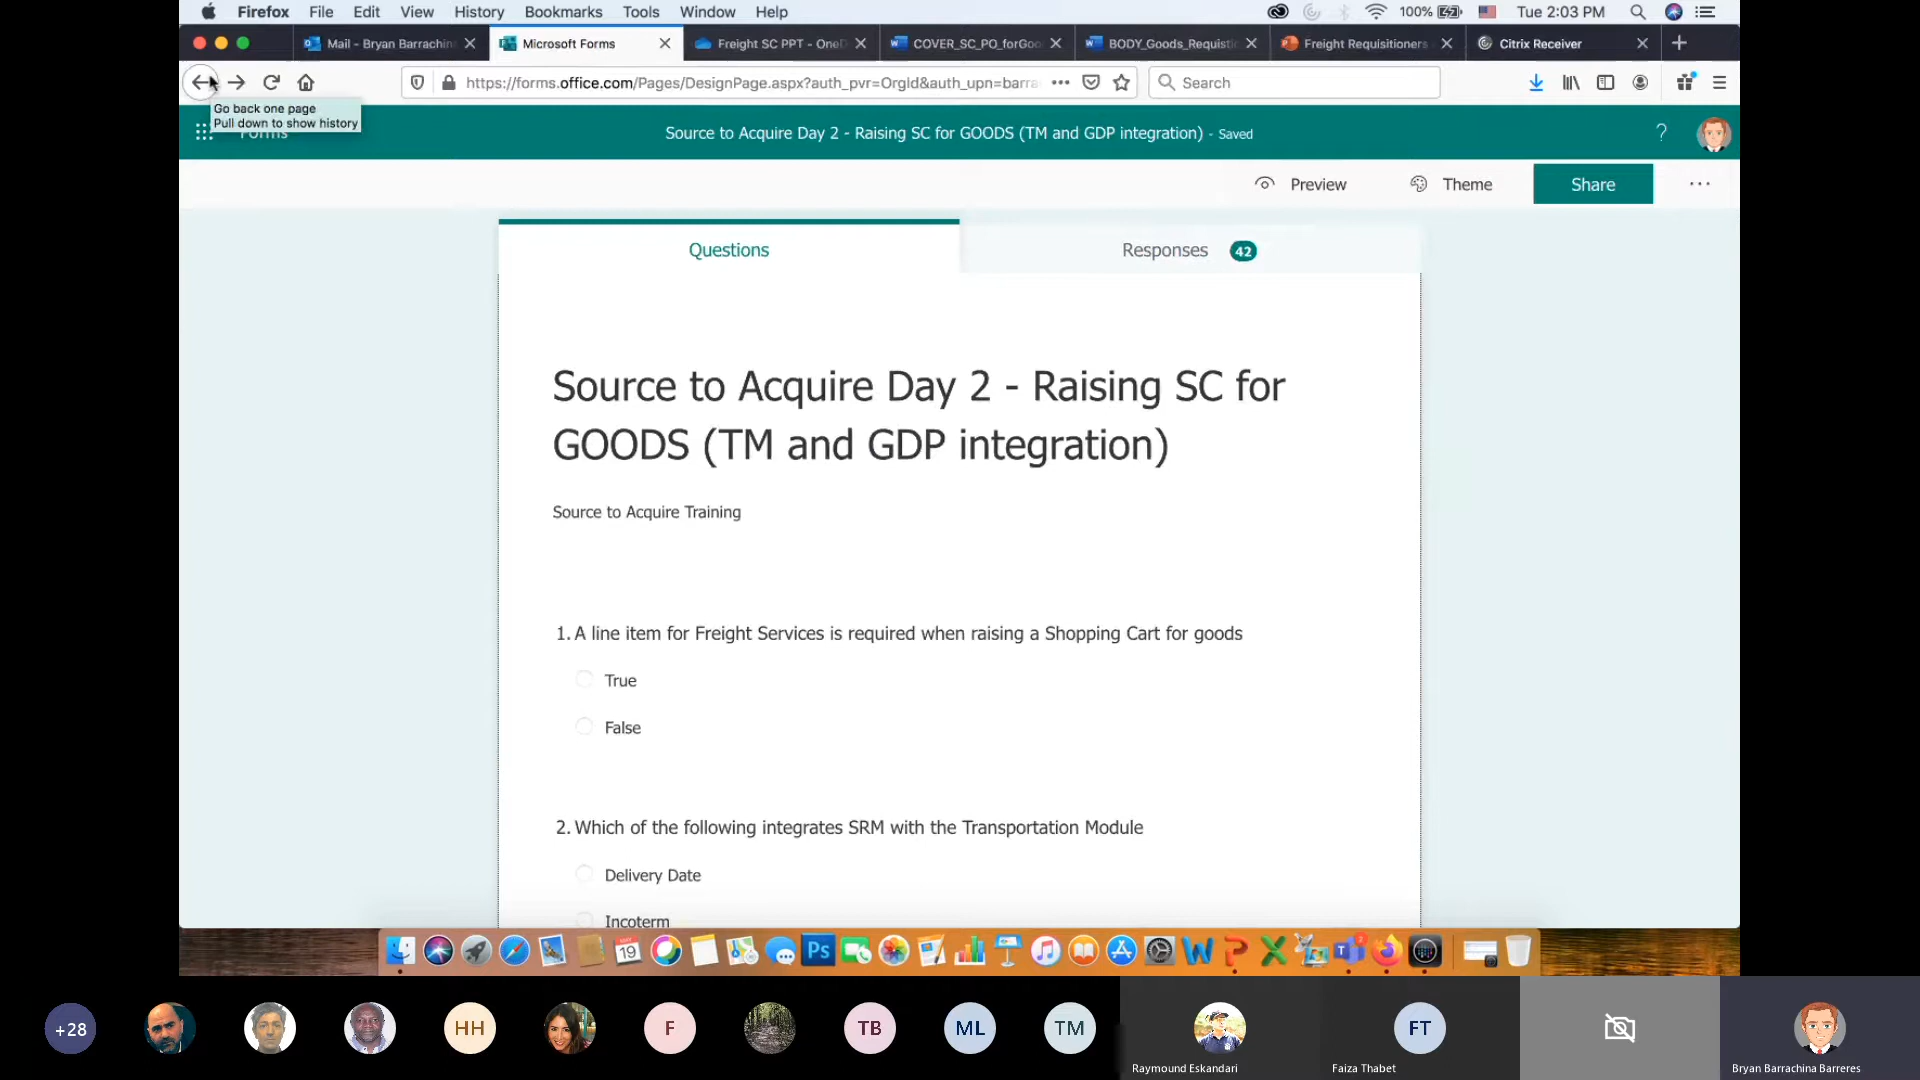 Firefox File Edit View History Bookmarks Tools Window Help 100% Tue 2:03 PM
Mail - Bryan Barrachin Microsoft Forms Freight SC PPT - OneD COVER_SC_PO_forGoo BODY_Goods_Requisti Freight Requisitioners Citrix Receiver
https://forms.office.com/Pages/DesignPage.aspx?auth_pvr=OrgId&auth_upn=barra Search
Go back one page
Pull down to show history
Forms
Source to Acquire Day 2 - Raising SC for GOODS (TM and GDP integration) - Saved
?
Preview Theme Share
Questions Responses 42
Source to Acquire Day 2 - Raising SC for
GOODS (TM and GDP integration)
Source to Acquire Training
1. A line item for Freight Services is required when raising a Shopping Cart for goods
True
False
2. Which of the following integrates SRM with the Transportation Module
Delivery Date
Incoterm
19
Ps
+28 HH F TB ML TM FT
Raymound Eskandari Faiza Thabet Bryan Barrachina Barreres